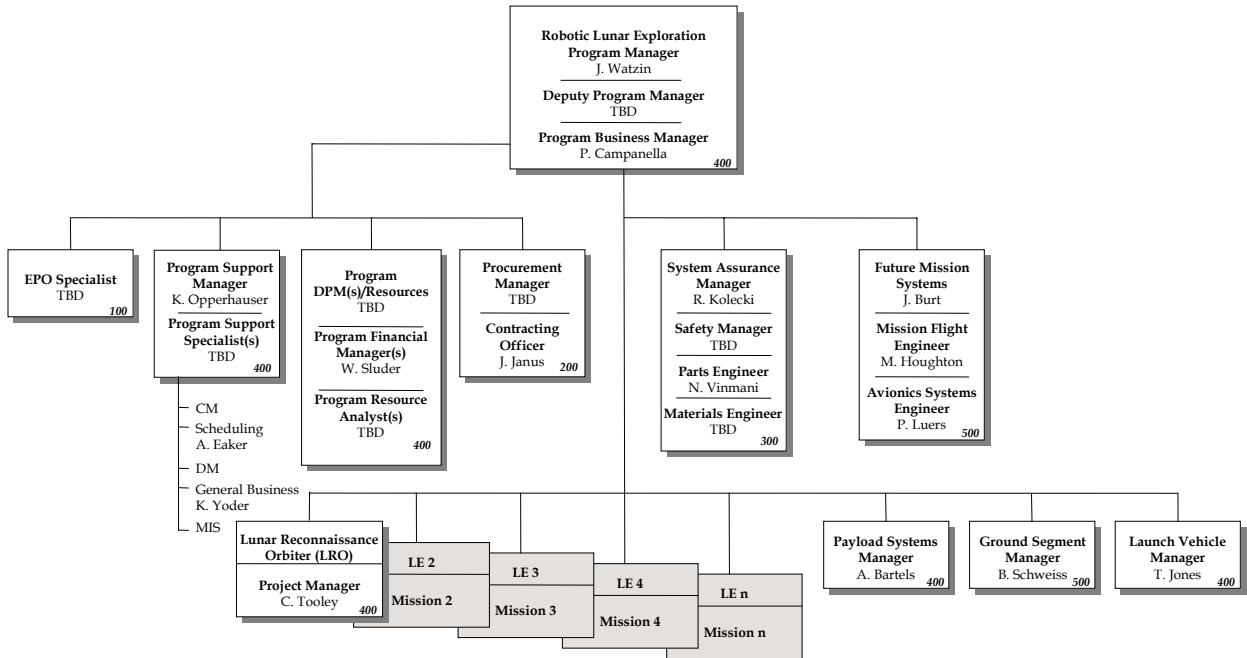 Robotic Lunar Exploration
Program Manager
J. Watzin
Deputy Program Manager
TBD
Program Business Manager
P. Campanella
400
EPO Specialist
TBD
100
Program Support
Manager
K. Opperhauser
Program Support
Specialist(s)
TBD
400
CM
Scheduling
A. Eaker
DM
General Business
K. Yoder
MIS
Program
DPM(s)/Resources
TBD
Program Financial
Manager(s)
W. Sluder
Program Resource
Analyst(s)
TBD
400
Procurement
Manager
TBD
Contracting
Officer
J. Janus
200
System Assurance
Manager
R. Kolecki
Safety Manager
TBD
Parts Engineer
N. Vinmani
Materials Engineer
TBD
300
Future Mission
Systems
J. Burt
Mission Flight
Engineer
M. Houghton
Avionics Systems
Engineer
P. Luers
500
Lunar Reconnaissance
Orbiter (LRO)
Project Manager
C. Tooley
400
LE 2
Mission 2
LE 3
Mission 3
LE 4
Mission 4
LE n
Mission n
Payload Systems
Manager
A. Bartels
400
Ground Segment
Manager
B. Schweiss
500
Launch Vehicle
Manager
T. Jones
400